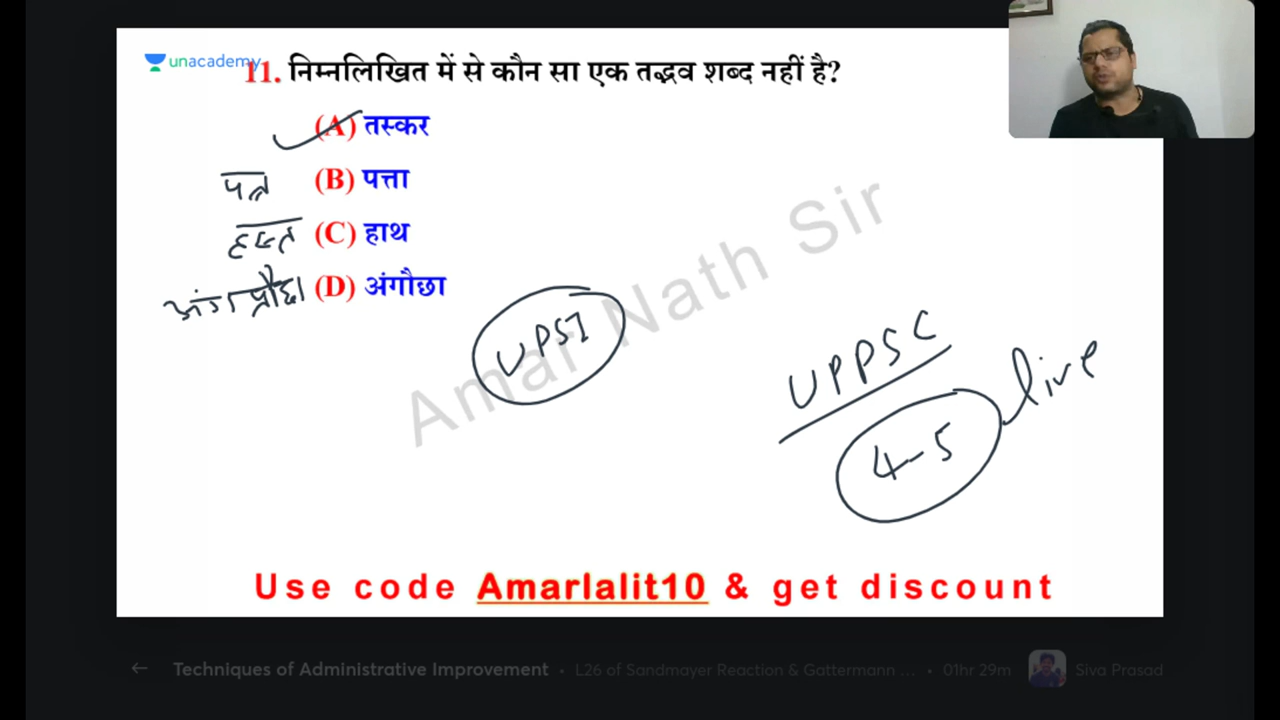 unacademy
11. निम्नलिखित में से कौन सा एक तद्भव शब्द नहीं है?
(A) तस्कर
पत्र (B) पत्ता
हस्त (C) हाथ
(D) अंगौछा
Amar Nath Sir
UPSI
UPPSC
4-5 live
Use code Amarlalit10 & get discount
← Techniques of Administrative Improvement • L26 of Sandmayer Reaction & Gattermann ... • 01hr 29m Siva Prasad